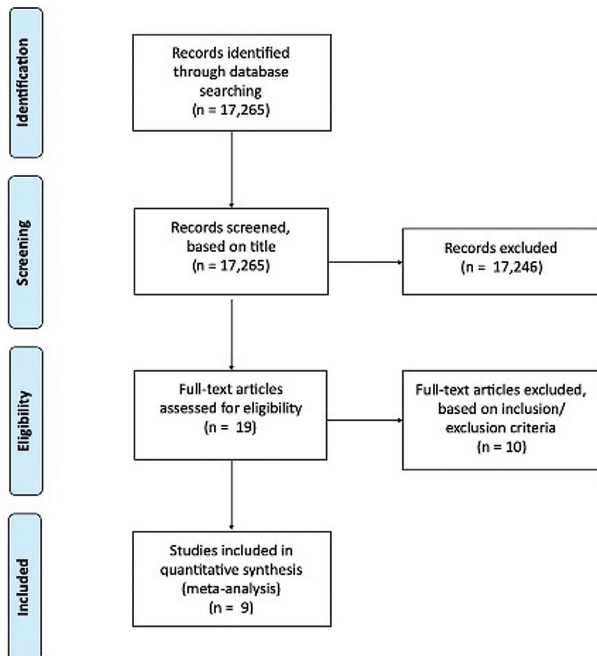 Identification
Records identified
through database
searching
(n = 17,265)
Screening
Records screened,
based on title
(n = 17,265)
Records excluded
(n = 17,246)
Eligibility
Full-text articles
assessed for eligibility
(n = 19)
Full-text articles excluded,
based on inclusion/
exclusion criteria
(n = 10)
Included
Studies included in
quantitative synthesis
(meta-analysis)
(n = 9)